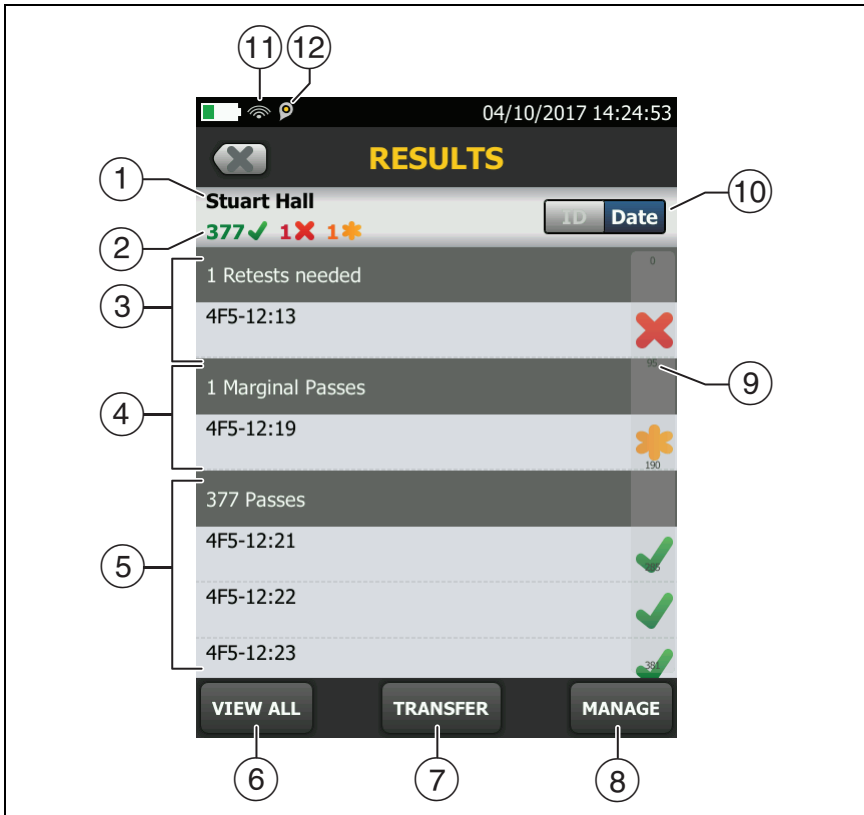 11 12
04/10/2017 14:24:53
RESULTS
1
Stuart Hall
ID Date
10
2
377 1 1
3
1 Retests needed
0
4F5-12:13
4
1 Marginal Passes
95
9
4F5-12:19
190
5
377 Passes
4F5-12:21
285
4F5-12:22
4F5-12:23
381
VIEW ALL TRANSFER MANAGE
6 7 8